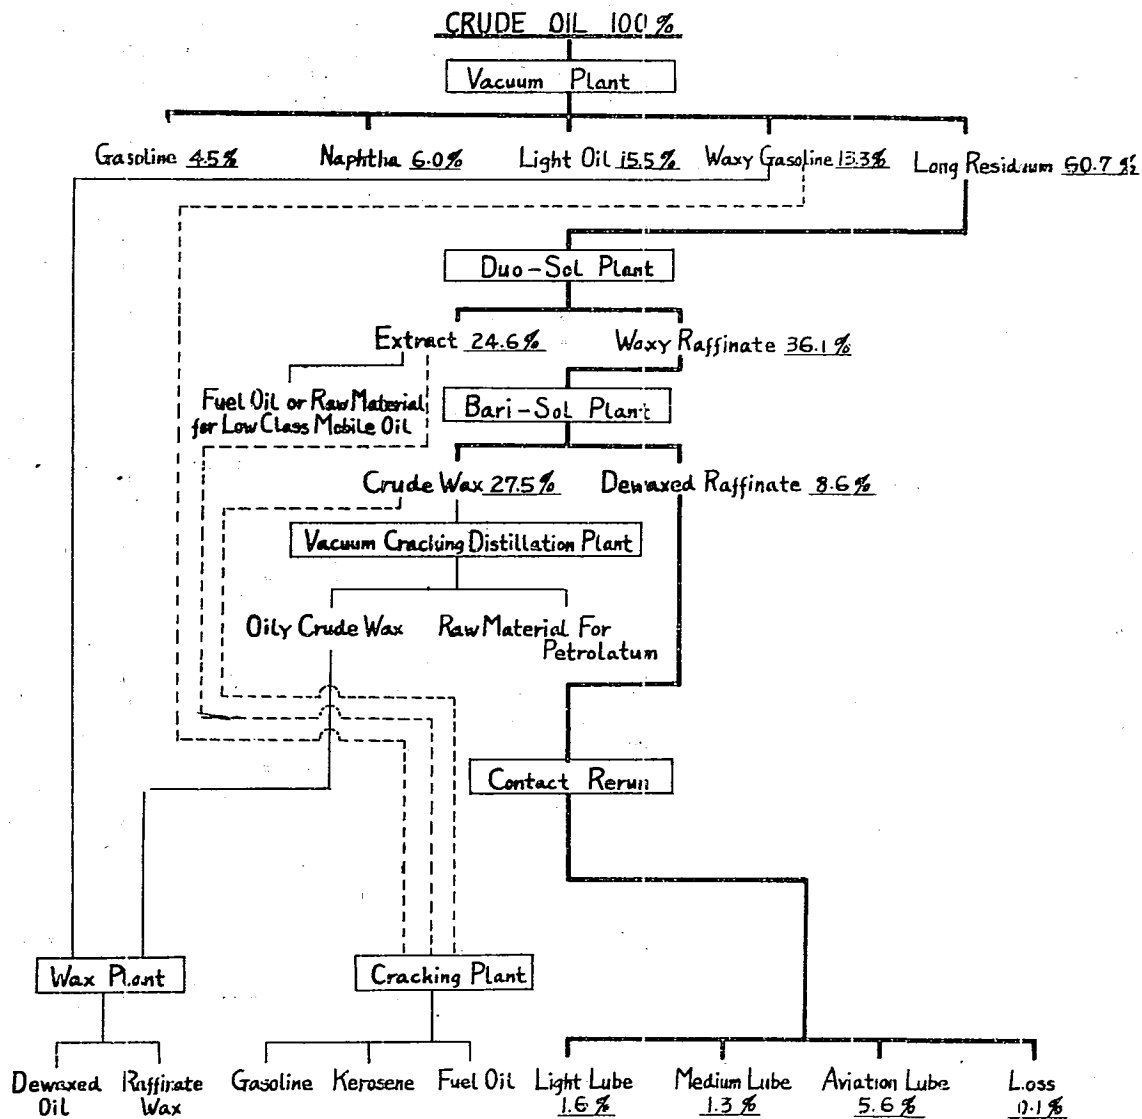 CRUDE OIL 100%
Vacuum Plant
Gasoline 4.5% Naphtha 6.0% Light Oil 15.5% Waxy Gasoline 13.3% Long Residum 60.7%
Duo-Sol Plant
Extract 24.6% Waxy Raffinate 36.1%
Fuel Oil or Raw Material
for Low Class Mobile Oil
Bari-Sol Plant
Crude Wax 27.5% Dewaxed Raffinate 8.6%
Vacuum Cracking Distillation Plant
Oily Crude Wax
Raw Material For
Petrolatum
Contact Rerun
Wax Plant
Cracking Plant
Dewaxed
Oil
Raffirate
Wax
Gasoline Kerosene Fuel Oil
Light Lube
1.6%
Medium Lube
1.3%
Aviation Lube
5.6%
Loss
0.1%